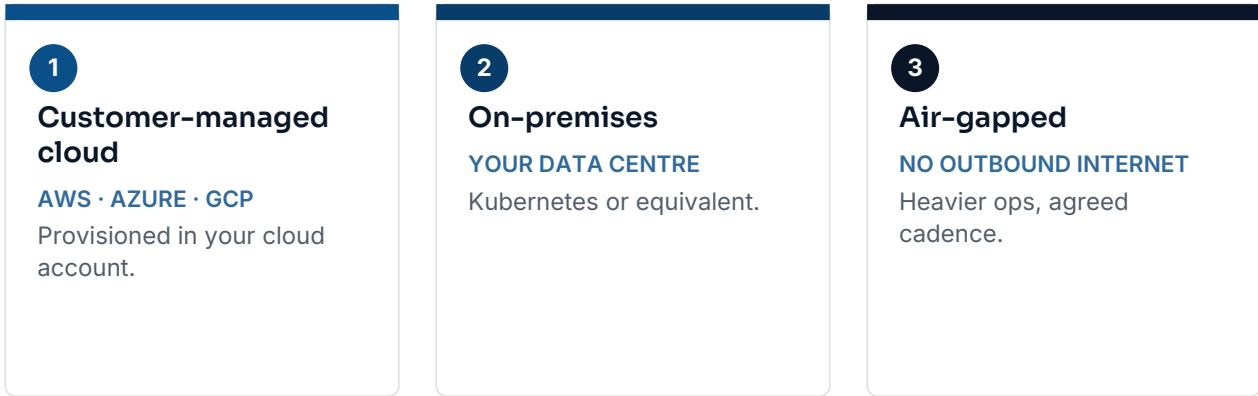 1
Customer-managed
cloud
AWS · AZURE · GCP
Provisioned in your cloud
account.
2
On-premises
YOUR DATA CENTRE
Kubernetes or equivalent.
3
Air-gapped
NO OUTBOUND INTERNET
Heavier ops, agreed
cadence.